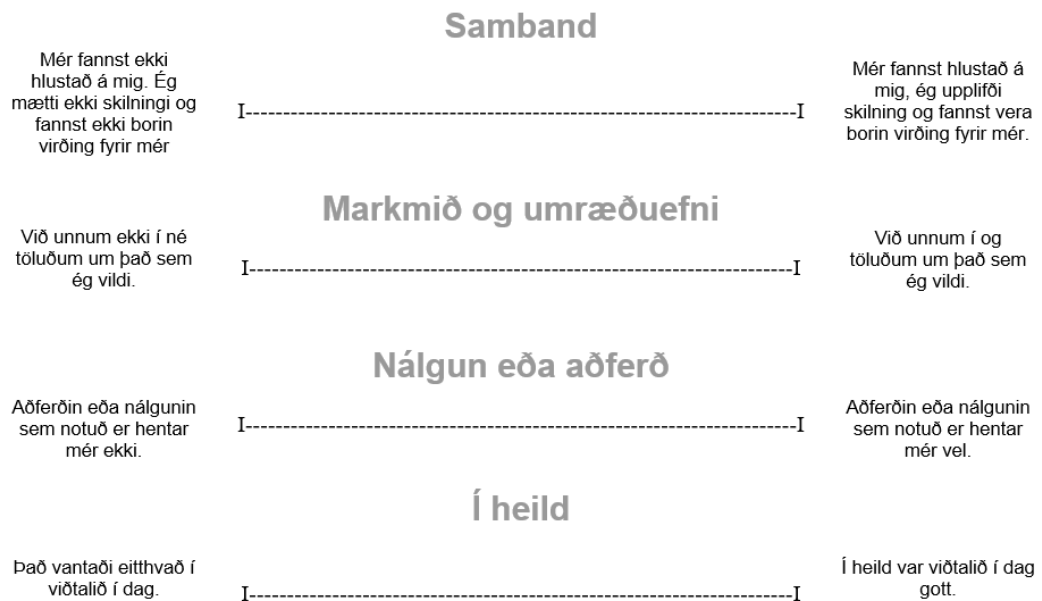 Samband
Mér fannst ekki
hlustað á mig. Ég
mætti ekki skilningi og
fannst ekki borin
virðing fyrir mér
I----------------------------------------------------------------------I
Mér fannst hlustað á
mig, ég upplifði
skilning og fannst vera
borin virðing fyrir mér.
Markmið og umræðuefni
Við unnum ekki í né
töluðum um það sem
ég vildi.
I---------------------------------------------------------------------I
Við unnum í og
töluðum um það sem
ég vildi.
Nálgun eða aðferð
Aðferðin eða nálgunin
sem notuð er hentar
mér ekki.
I----------------------------------------------------------------------I
Aðferðin eða nálgunin
sem notuð er hentar
mér vel.
Í heild
Það vantaði eitthvað í
viðtalið í dag.
I---------------------------------------------------------------------I
Í heild var viðtalið í dag
gott.